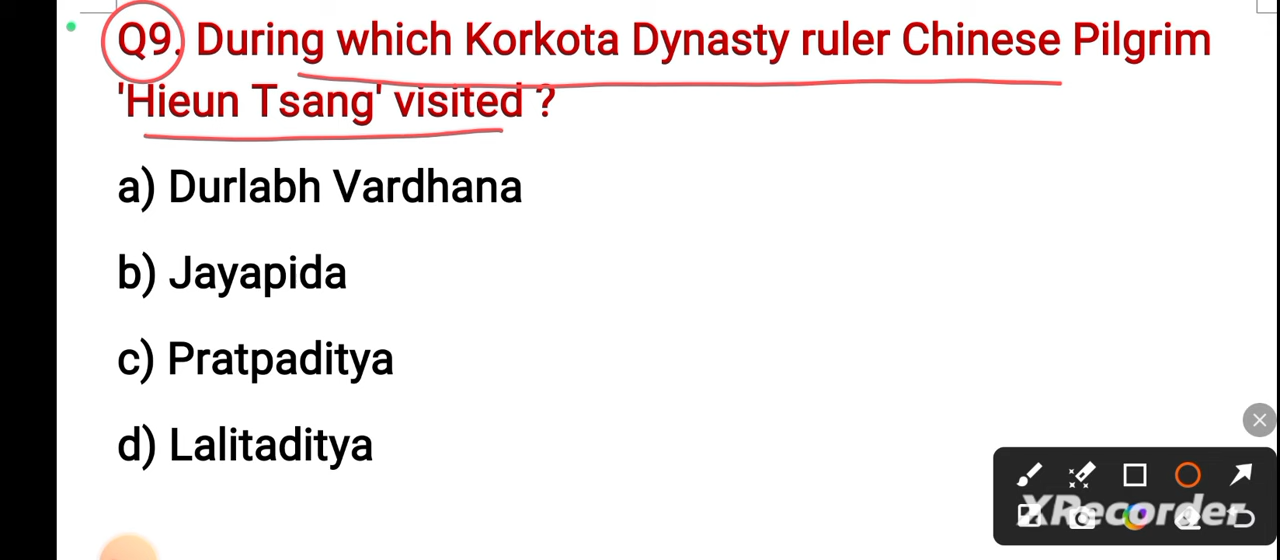 Q9. During which Korkota Dynasty ruler Chinese Pilgrim
'Hieun Tsang' visited ?
a) Durlabh Vardhana
b) Jayapida
c) Pratpaditya
d) Lalitaditya
XRecorder